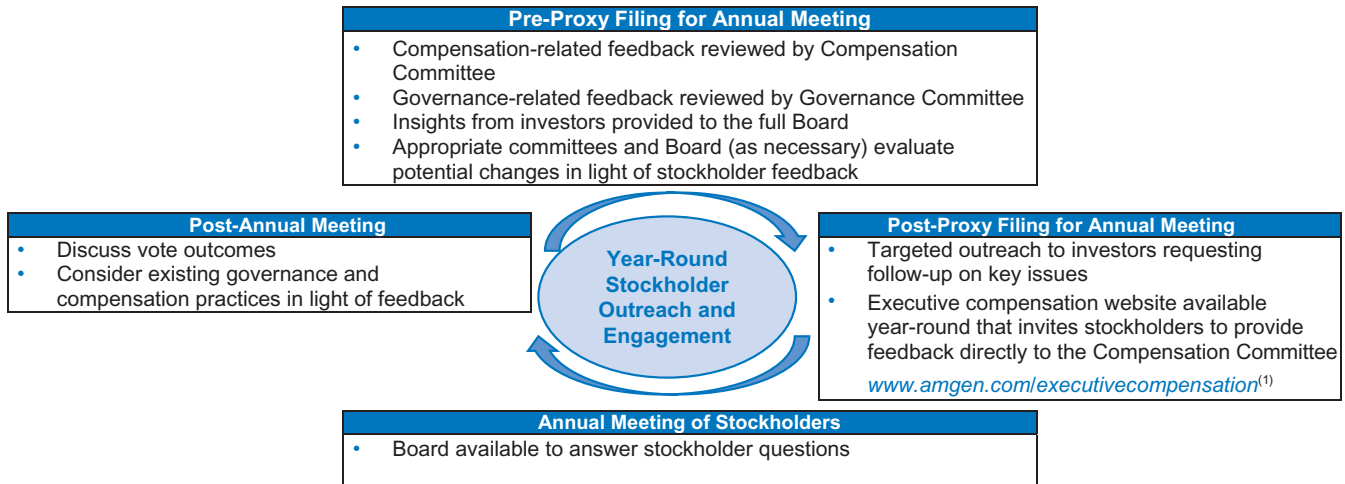 Pre-Proxy Filing for Annual Meeting
• Compensation-related feedback reviewed by Compensation
Committee
• Governance-related feedback reviewed by Governance Committee
• Insights from investors provided to the full Board
• Appropriate committees and Board (as necessary) evaluate
potential changes in light of stockholder feedback
Post-Annual Meeting
• Discuss vote outcomes
• Consider existing governance and
compensation practices in light of feedback
Year-Round
Stockholder
Outreach and
Engagement
Post-Proxy Filing for Annual Meeting
• Targeted outreach to investors requesting
follow-up on key issues
• Executive compensation website available
year-round that invites stockholders to provide
feedback directly to the Compensation Committee
www.amgen.com/executivecompensation(1)
Annual Meeting of Stockholders
• Board available to answer stockholder questions